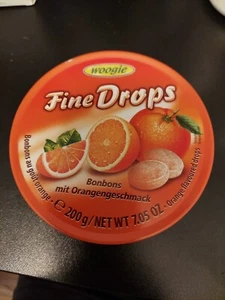 woogie
Fine Drops
Bonbons au goût orange
Bonbons
mit Orangengeschmack
Orange flavoured drops
℮ 200 g / NET WT 7.05 OZ